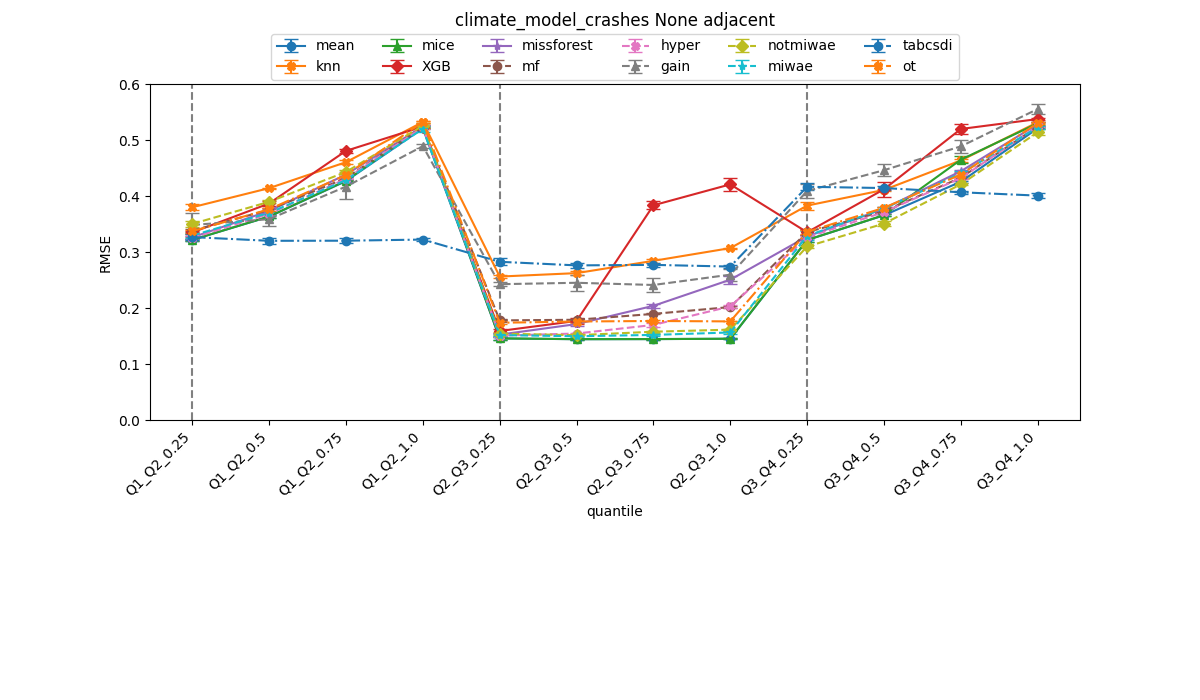 climate_model_crashes None adjacent
mean mice missforest hyper notmiwae tabcsdi
knn XGB mf gain miwae ot
0.6
0.5
0.4
0.3
0.2
0.1
0.0
RMSE
Q1_Q2_0.25
Q1_Q2_0.5
Q1_Q2_0.75
Q1_Q2_1.0
Q2_Q3_0.25
Q2_Q3_0.5
Q2_Q3_0.75
Q2_Q3_1.0
Q3_Q4_0.25
Q3_Q4_0.5
Q3_Q4_0.75
Q3_Q4_1.0
quantile